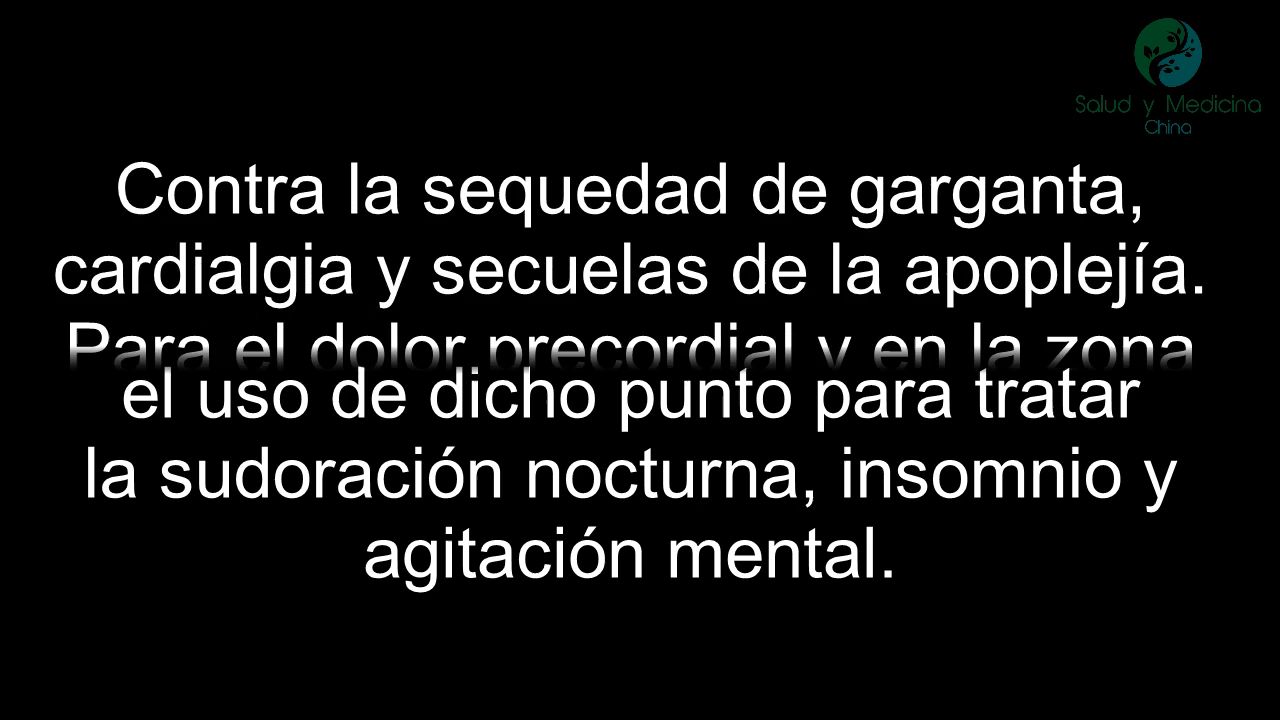 Salud y Medicina
China
Contra la sequedad de garganta,
cardialgia y secuelas de la apoplejía.
Para el dolor precordial y en la zona
el uso de dicho punto para tratar
la sudoración nocturna, insomnio y
agitación mental.